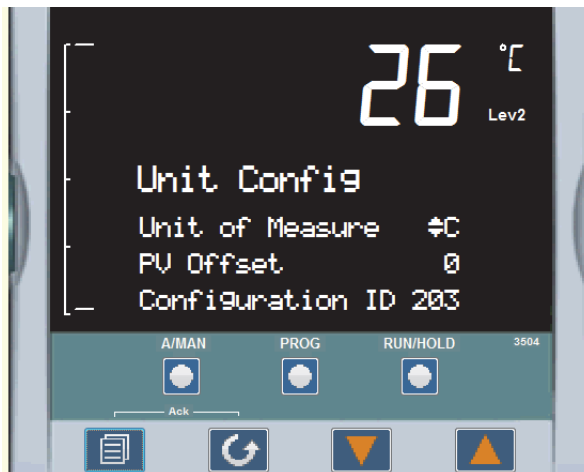 26 °C
Lev2
Unit Config
Unit of Measure ♦C
PV Offset 0
Configuration ID 203
A/MAN PROG RUN/HOLD 3504
Ack